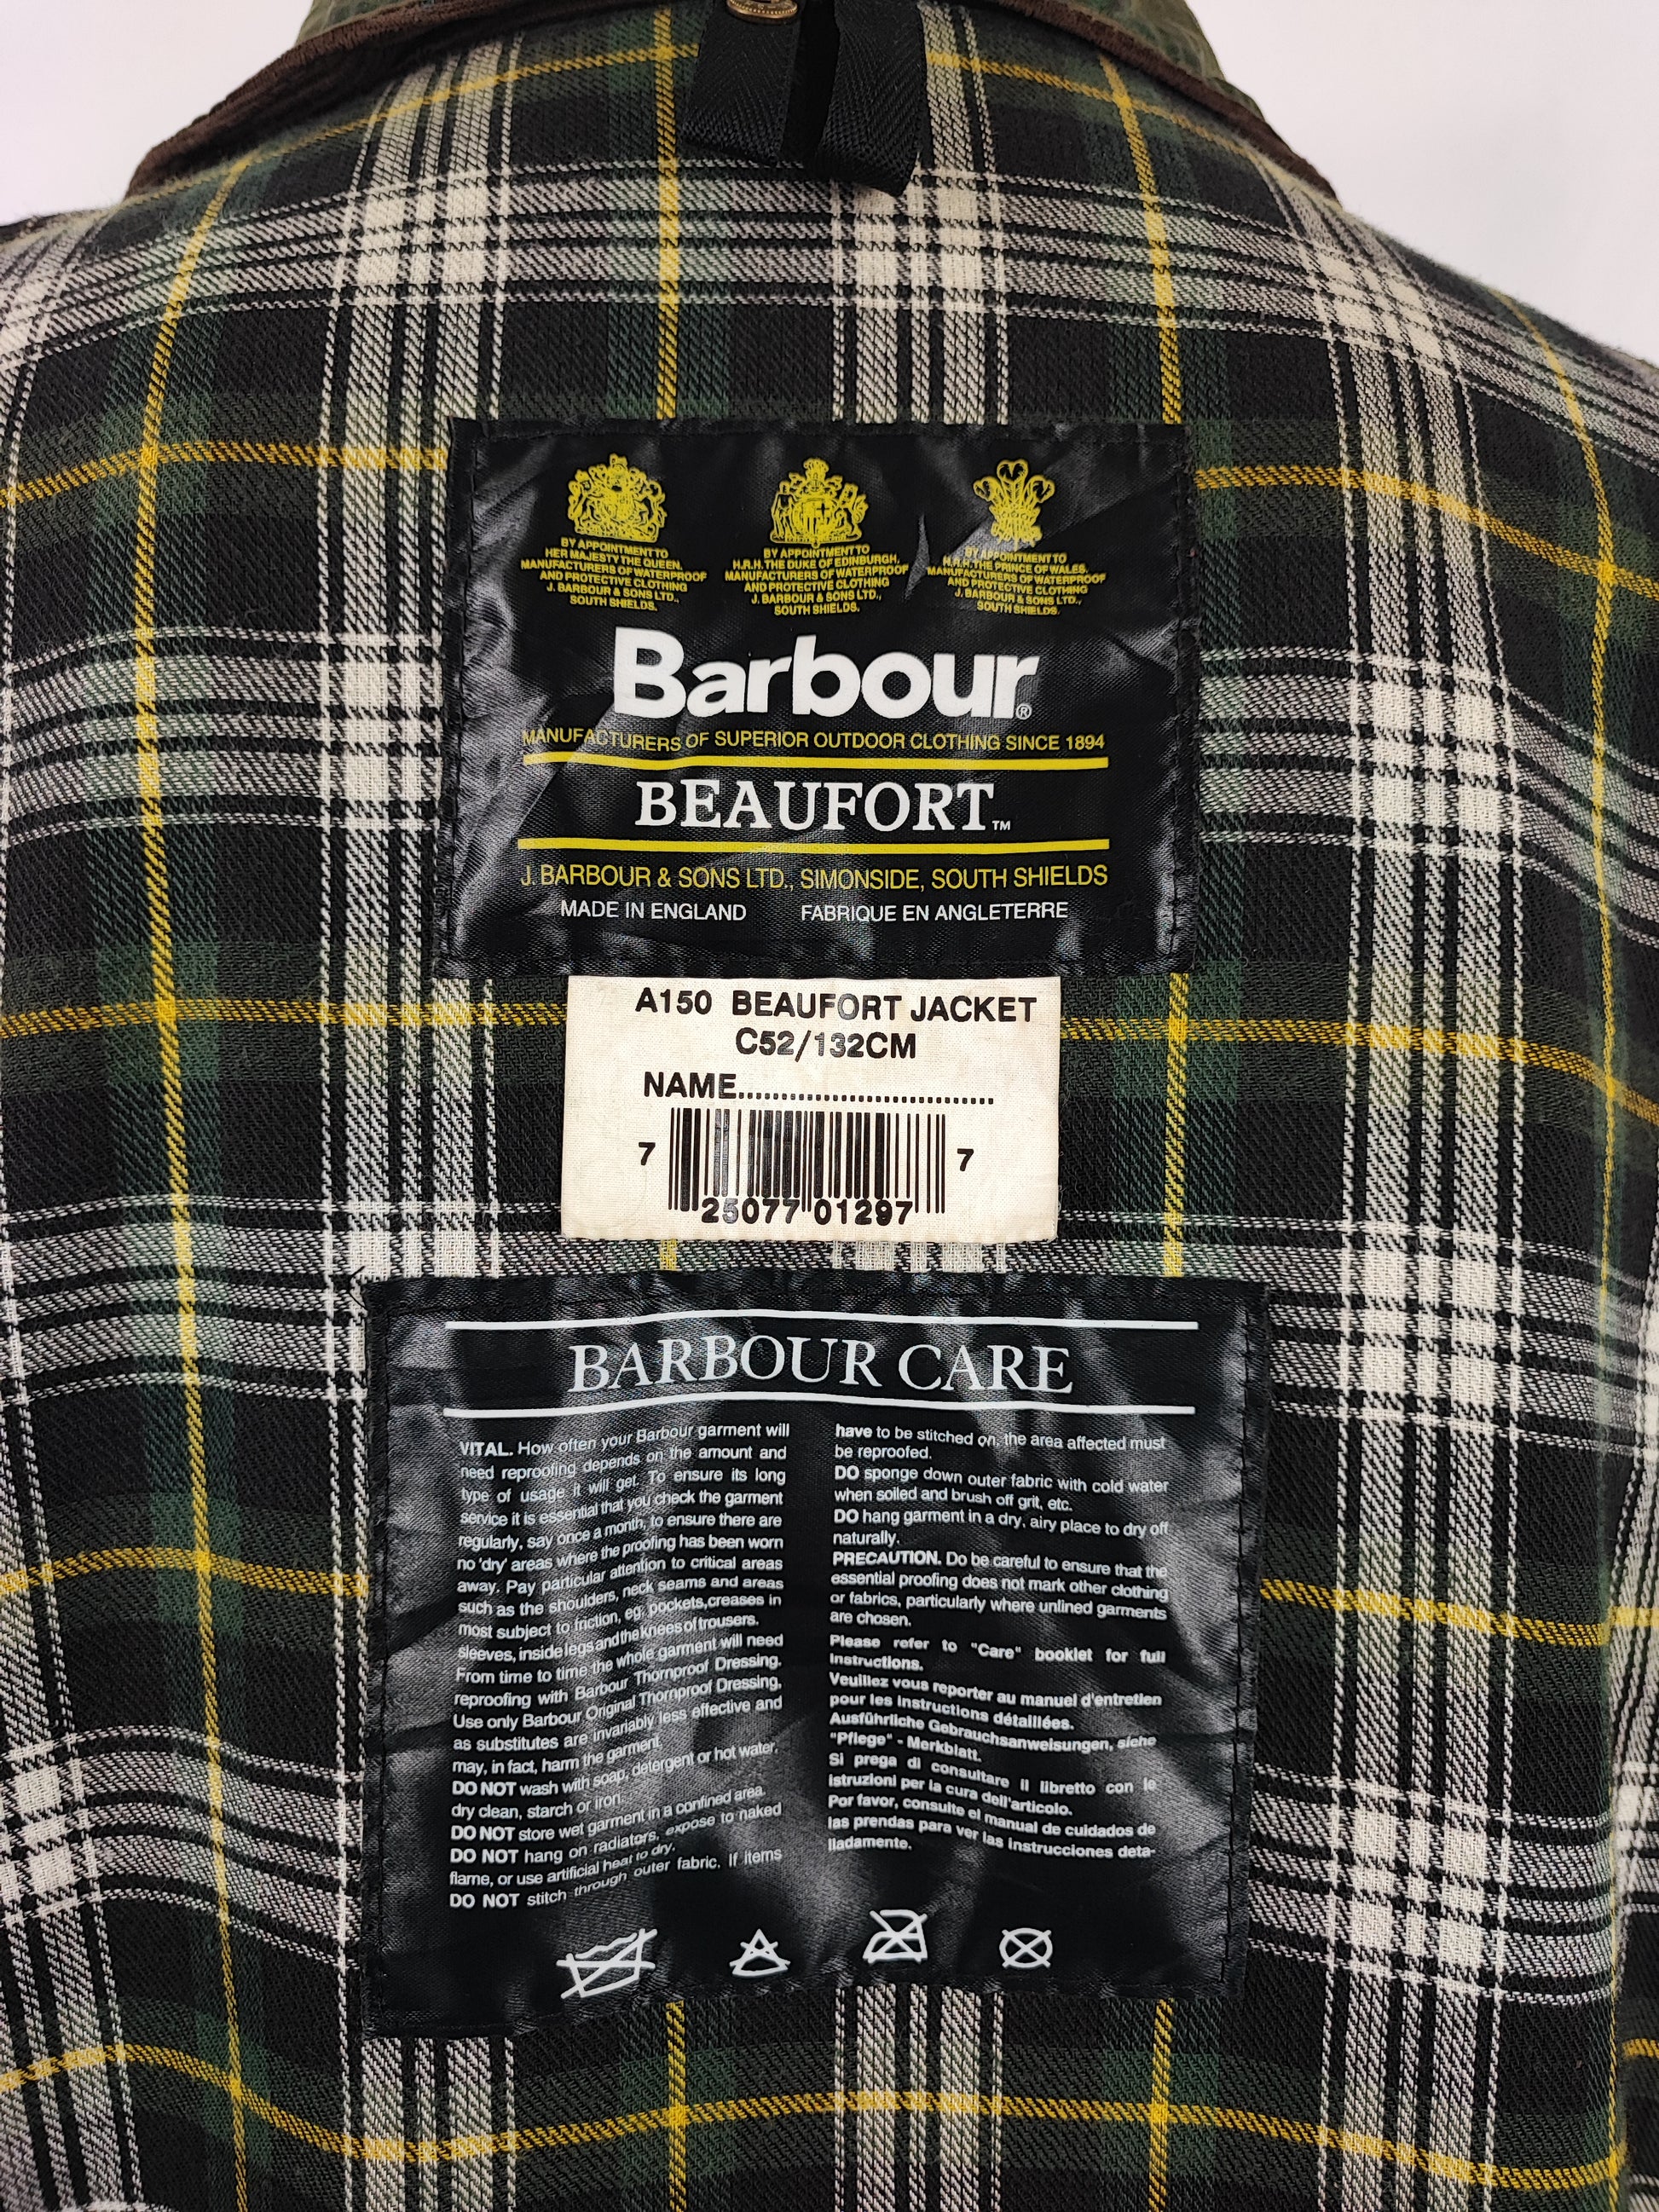 BY APPOINTMENT TO
HER MAJESTY THE QUEEN.
MANUFACTURERS OF WATERPROOF
AND PROTECTIVE CLOTHING
J. BARBOUR & SONS LTD.,
SOUTH SHIELDS.
BY APPOINTMENT TO
H.R.H. THE DUKE OF EDINBURGH.
MANUFACTURERS OF WATERPROOF
AND PROTECTIVE CLOTHING
J. BARBOUR & SONS LTD.,
SOUTH SHIELDS.
BY APPOINTMENT TO
H.R.H. THE PRINCE OF WALES.
MANUFACTURERS OF WATERPROOF
AND PROTECTIVE CLOTHING
J. BARBOUR & SONS LTD.,
SOUTH SHIELDS.
Barbour®
MANUFACTURERS OF SUPERIOR OUTDOOR CLOTHING SINCE 1894
BEAUFORT™
J. BARBOUR & SONS LTD., SIMONSIDE, SOUTH SHIELDS
MADE IN ENGLAND FABRIQUE EN ANGLETERRE
A150 BEAUFORT JACKET
C52/132CM
NAME..............................
7 25077 01297 7
BARBOUR CARE
VITAL. How often your Barbour garment will
need reproofing depends on the amount and
type of usage it will get. To ensure its long
service it is essential that you check the garment
regularly, say once a month, to ensure there are
no 'dry' areas where the proofing has been worn
away. Pay particular attention to critical areas
such as the shoulders, neck seams and areas
most subject to friction, eg: pockets,creases in
sleeves, inside legs and the knees of trousers.
From time to time the whole garment will need
reproofing with Barbour Thornproof Dressing.
Use only Barbour Original Thornproof Dressing,
as substitutes are invariably less effective and
may, in fact, harm the garment.
DO NOT wash with soap, detergent or hot water,
dry clean, starch or iron.
DO NOT store wet garment in a confined area.
DO NOT hang on radiators, expose to naked
flame, or use artificial heat to dry.
DO NOT stitch through outer fabric. If items
have to be stitched on, the area affected must
be reproofed.
DO sponge down outer fabric with cold water
when soiled and brush off grit, etc.
DO hang garment in a dry, airy place to dry off
naturally.
PRECAUTION. Do be careful to ensure that the
essential proofing does not mark other clothing
or fabrics, particularly where unlined garments
are chosen.
Please refer to "Care" booklet for full
instructions.
Veuillez vous reporter au manuel d'entretien
pour les instructions détaillées.
Ausführliche Gebrauchsanweisungen, siehe
"Pflege" - Merkblatt.
Si prega di consultare il libretto con le
istruzioni per la cura dell'articolo.
Por favor, consulte el manual de cuidados de
las prendas para ver las instrucciones deta-
lladamente.